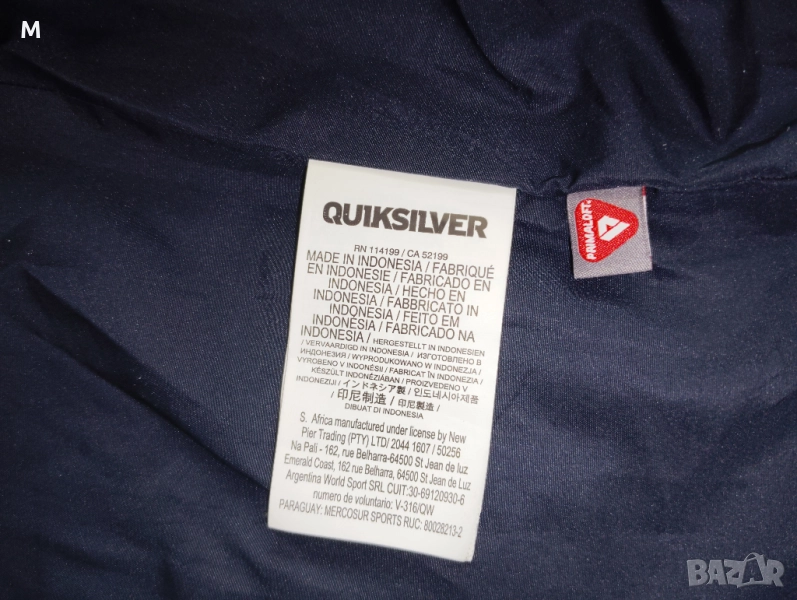 M
QUIKSILVER
RN 114199 / CA 52199
MADE IN INDONESIA / FABRIQUÉ
EN INDONESIE / FABRICADO EN
INDONESIA / HECHO EN
INDONESIA / FABBRICATO IN
INDONESIA / FEITO EM
INDONÉSIA / FABRICADO NA
INDONESIA / HERGESTELLT IN INDONESIEN
/ VERVAARDIGD IN INDONESIA / ИЗГОТОВЛЕНО В
ИНДОНЕЗИЯ / WYPRODUKOWANO W INDONEZJA /
VYROBENO V INDONÉSII / FABRICAT ÎN INDONEZIA /
KÉSZÜLT INDONÉZIÁBAN / PROIZVEDENO V
INDONEZIJI / インドネシア製 / 인도네시아제품
/ 印尼制造 / 印尼製造 /
DIBUAT DI INDONESIA
S. Africa manufactured under license by New
Pier Trading (PTY) LTD/ 2044 1607 / 50256
Na Pali - 162, rue Belharra-64500 St Jean de luz
Emerald Coast, 162 rue Belharra, 64500 St Jean de Luz
Argentina World Sport SRL CUIT:30-69120930-6
numero de voluntario: V-316/QW
PARAGUAY: MERCOSUR SPORTS RUC: 80028213-2
PRIMALOFT
BAZAR